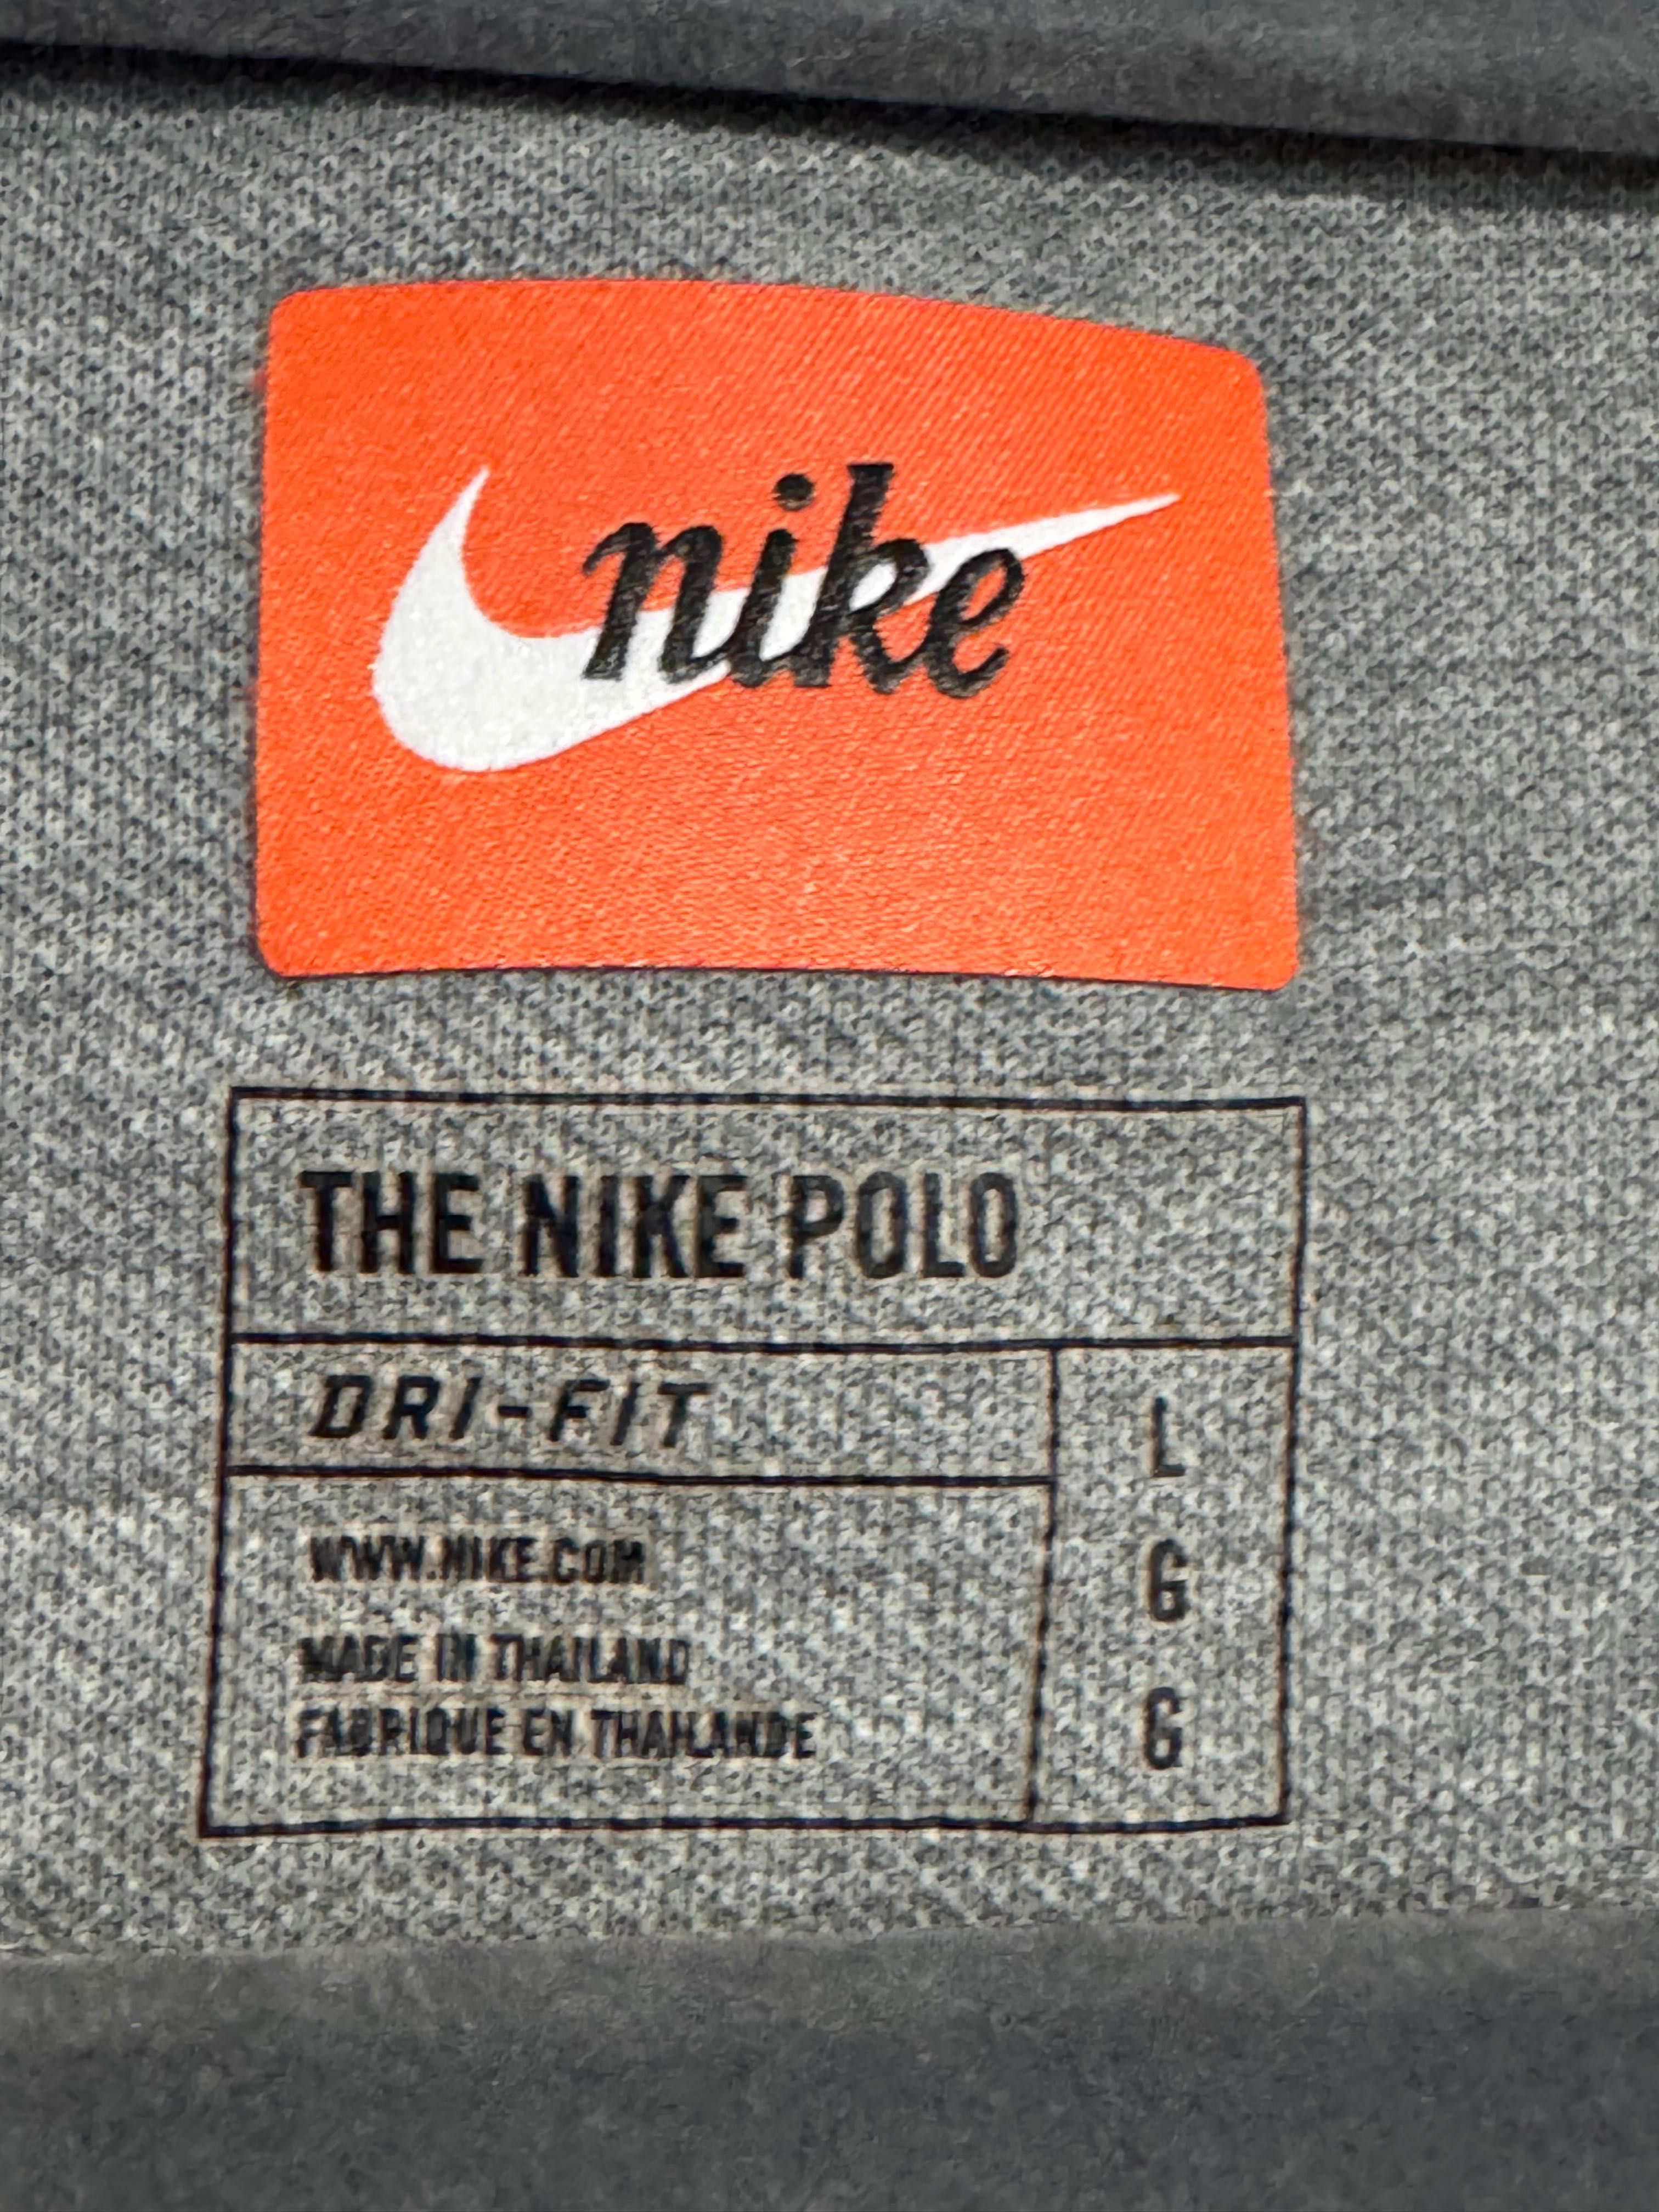 nike
THE NIKE POLO
DRI-FIT
L
G
G
WWW.NIKE.COM
MADE IN THAILAND
FABRIQUE EN THAILANDE